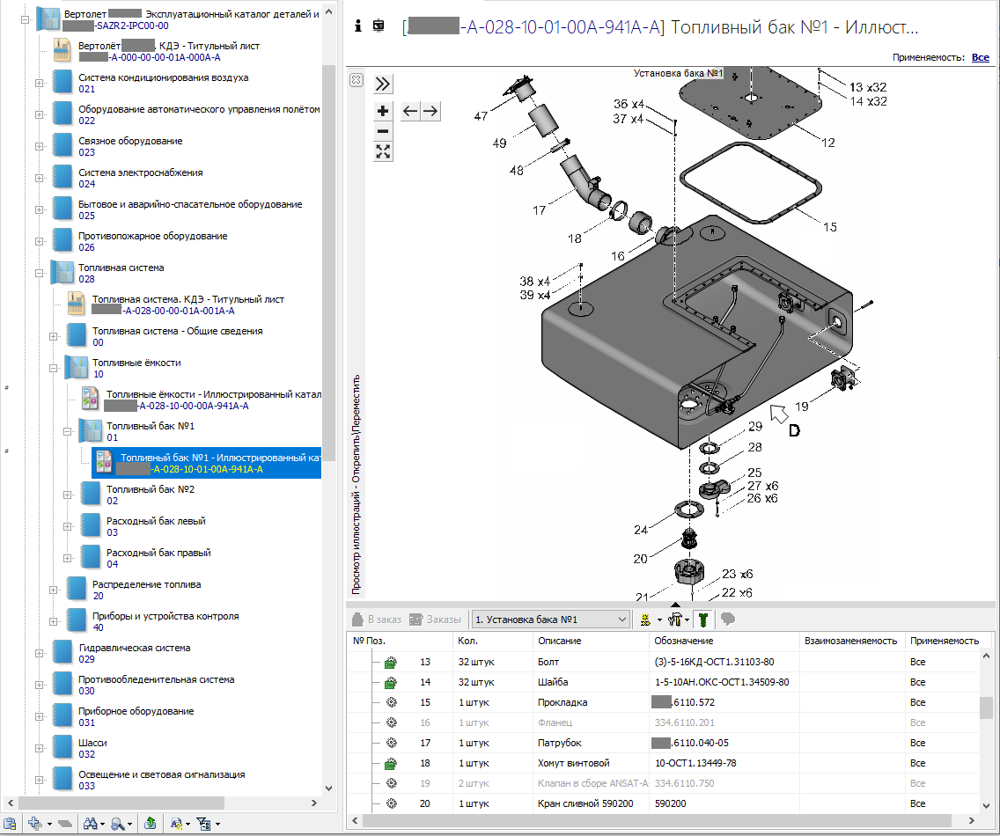 Вертолет Эксплуатационный каталог деталей и
-SAZR2-IPC00-00
Вертолёт . КДЭ - Титульный лист
-A-000-00-00-01A-000A-A
Система кондиционирования воздуха
021
Оборудование автоматического управления полётом
022
Связное оборудование
023
Система электроснабжения
024
Бытовое и аварийно-спасательное оборудование
025
Противопожарное оборудование
026
Топливная система
028
Топливная система. КДЭ - Титульный лист
-A-028-00-00-01A-001A-A
Топливная система - Общие сведения
00
Топливные ёмкости
10
Топливные ёмкости - Иллюстрированный катал
-A-028-10-00-00A-941A-A
Топливный бак №1
01
Топливный бак №1 - Иллюстрированный ка
-A-028-10-01-00A-941A-A
Топливный бак №2
02
Расходный бак левый
03
Расходный бак правый
04
Распределение топлива
20
Приборы и устройства контроля
40
Гидравлическая система
029
Противообледенительная система
030
Приборное оборудование
031
Шасси
032
Освещение и световая сигнализация
033
[ -A-028-10-01-00A-941A-A] Топливный бак №1 - Иллюст...
Применяемость: Все
Просмотр иллюстраций - Открепить\Переместить
Установка бака №1
13 x32
14 x32
12
36 x4
37 x4
47
49
48
17
18
16
15
38 x4
39 x4
19
D
29
28
25
27 x6
26 x6
24
20
23 x6
21
22 x6
В заказ
Заказы
1. Установка бака №1
№ Поз. Кол. Описание Обозначение Взаимозаменяемость Применяемость
13 32 штук Болт (3)-5-16КД-ОСТ1.31103-80 Все
14 32 штук Шайба 1-5-10АН.ОКС-ОСТ1.34509-80 Все
15 1 штук Прокладка .6110.572 Все
16 1 штук Фланец 334.6110.201 Все
17 1 штук Патрубок .6110.040-05 Все
18 1 штук Хомут винтовой 10-ОСТ1.13449-78 Все
19 2 штук Клапан в сборе ANSAT-A 334.6110.750 Все
20 1 штук Кран сливной 590200 590200 Все